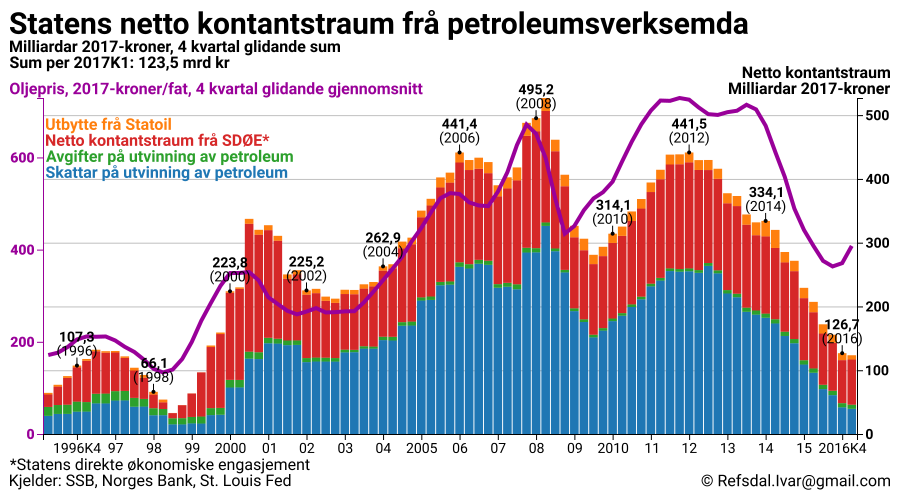 Statens netto kontantstraum frå petroleumsverksemda
Milliardar 2017-kroner, 4 kvartal glidande sum
Sum per 2017K1: 123,5 mrd kr
Oljepris, 2017-kroner/fat, 4 kvartal glidande gjennomsnitt
Netto kontantstraum
Milliardar 2017-kroner
Utbytte frå Statoil
Netto kontantstraum frå SDØE*
Avgifter på utvinning av petroleum
Skattar på utvinning av petroleum
600
400
200
0
500
400
300
200
100
0
107,3
(1996)
66,1
(1998)
223,8
(2000)
225,2
(2002)
262,9
(2004)
441,4
(2006)
495,2
(2008)
314,1
(2010)
441,5
(2012)
334,1
(2014)
126,7
(2016)
1996K4 97 98 99 2000 01 02 03 04 2005 06 07 08 09 2010 11 12 13 14 15 2016K4
*Statens direkte økonomiske engasjement
Kjelder: SSB, Norges Bank, St. Louis Fed
© Refsdal.Ivar@gmail.com